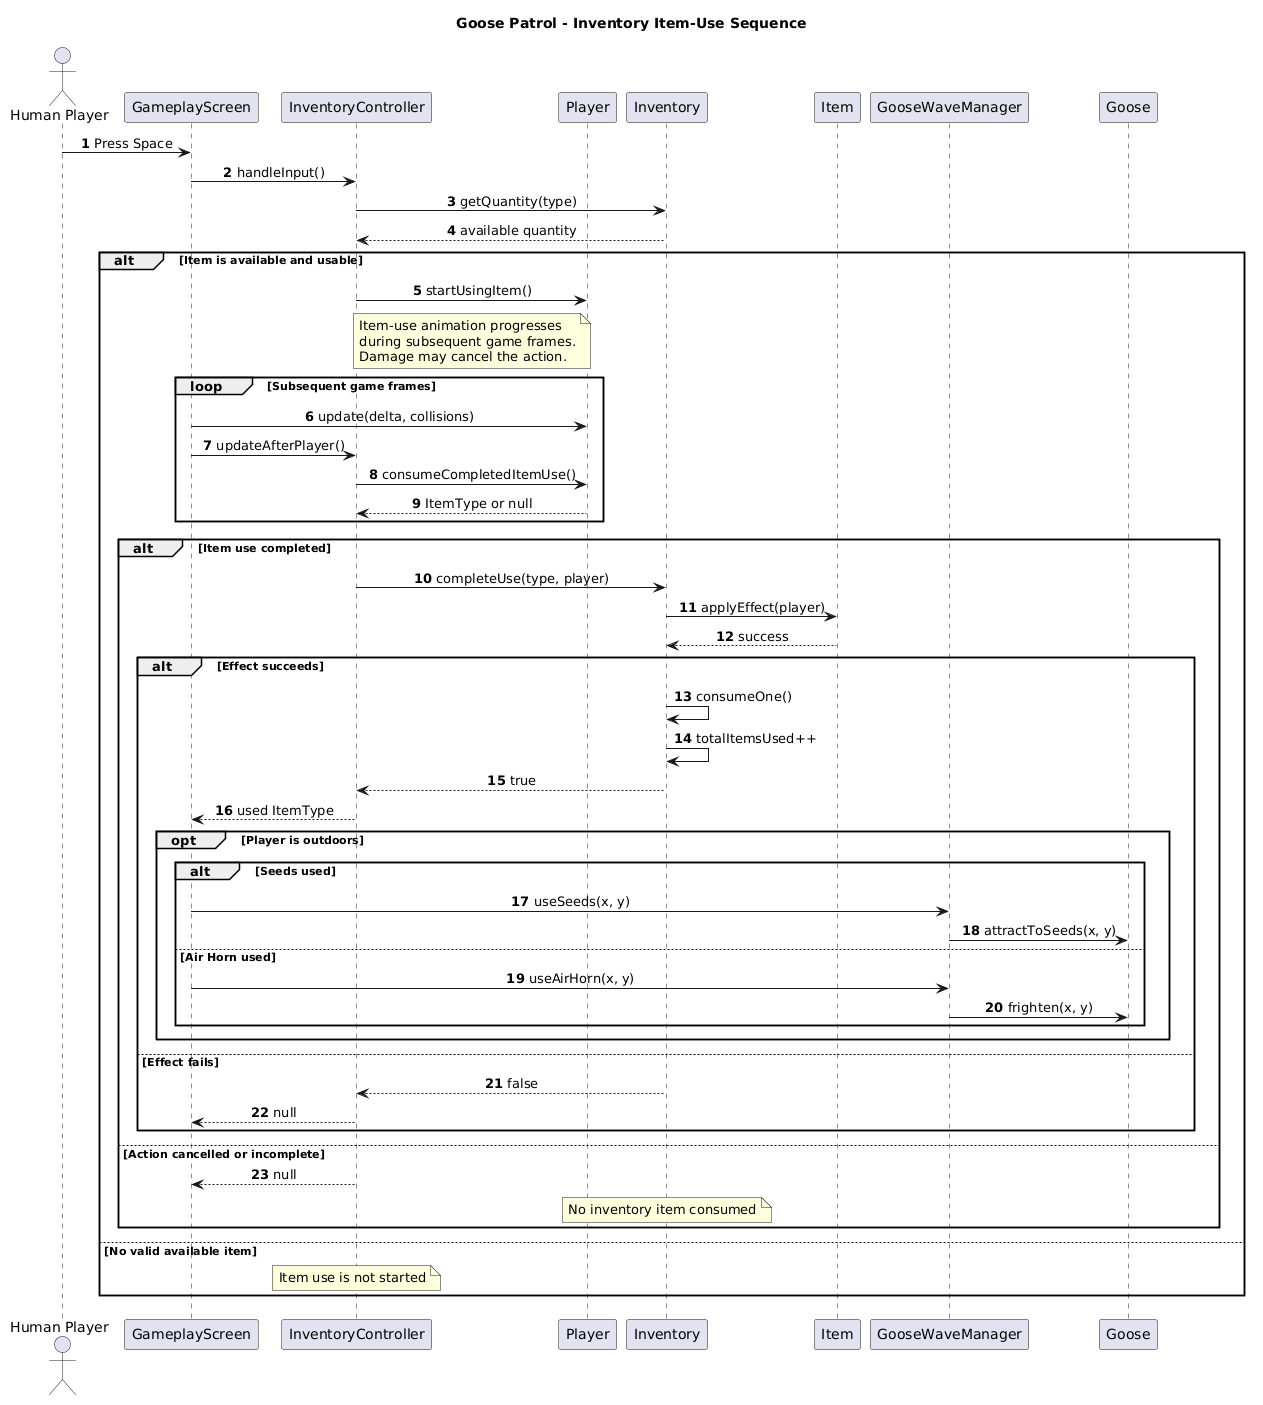 Goose Patrol - Inventory Item-Use Sequence
Human Player
GameplayScreen
InventoryController
Player
Inventory
Item
GooseWaveManager
Goose
1 Press Space
2 handleInput()
3 getQuantity(type)
4 available quantity
alt [Item is available and usable]
5 startUsingItem()
Item-use animation progresses
during subsequent game frames.
Damage may cancel the action.
loop [Subsequent game frames]
6 update(delta, collisions)
7 updateAfterPlayer()
8 consumeCompletedItemUse()
9 ItemType or null
alt [Item use completed]
10 completeUse(type, player)
11 applyEffect(player)
12 success
alt [Effect succeeds]
13 consumeOne()
14 totalItemsUsed++
15 true
16 used ItemType
opt [Player is outdoors]
alt [Seeds used]
17 useSeeds(x, y)
18 attractToSeeds(x, y)
[Air Horn used]
19 useAirHorn(x, y)
20 frighten(x, y)
[Effect fails]
21 false
22 null
[Action cancelled or incomplete]
23 null
No inventory item consumed
[No valid available item]
Item use is not started
Human Player
GameplayScreen
InventoryController
Player
Inventory
Item
GooseWaveManager
Goose